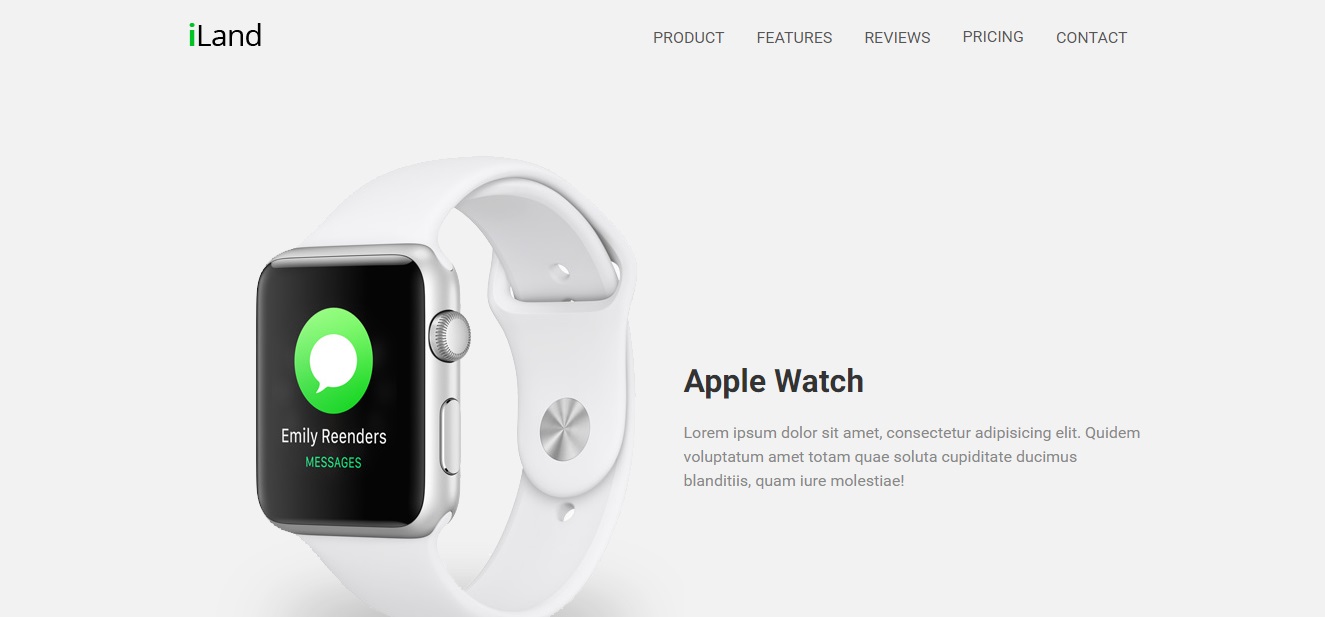 iLand
PRODUCT FEATURES REVIEWS PRICING CONTACT
Emily Reenders
MESSAGES
Apple Watch
Lorem ipsum dolor sit amet, consectetur adipisicing elit. Quidem
voluptatum amet totam quae soluta cupiditate ducimus
blanditiis, quam iure molestiae!